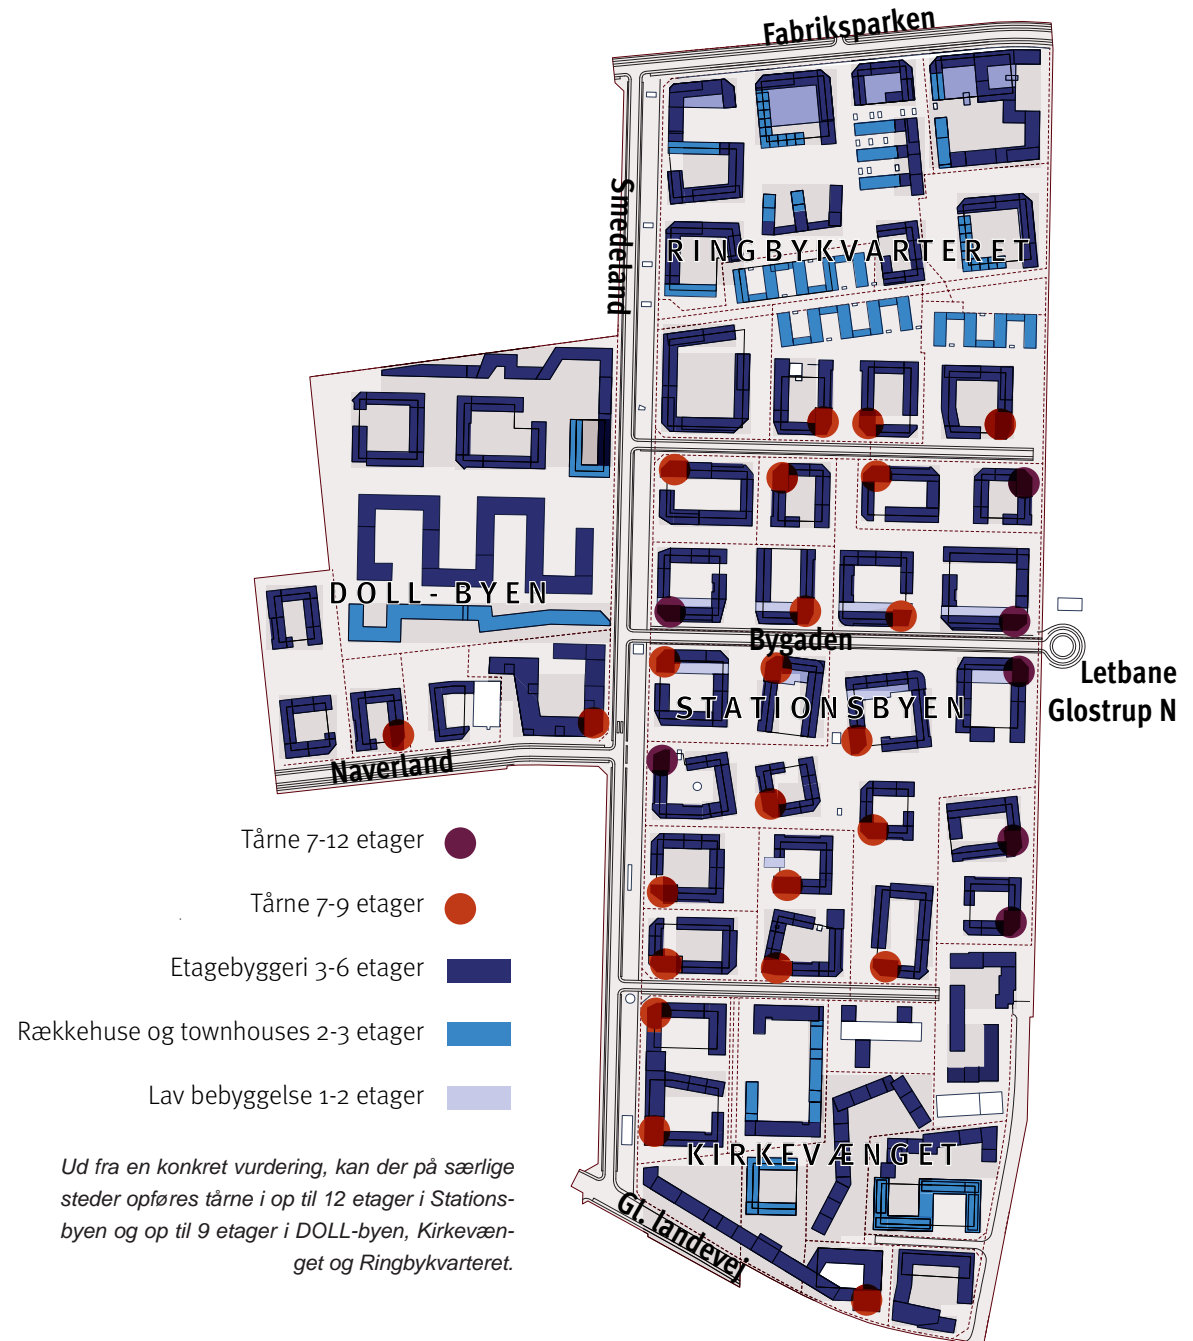 Fabriksparken
Smedeland
RINGBYKVARTERET
DOLL- BYEN
Bygaden
Letbane
Glostrup N
STATIONSBYEN
Naverland
Tårne 7-12 etager
Tårne 7-9 etager
Etagebyggeri 3-6 etager
Rækkehuse og townhouses 2-3 etager
Lav bebyggelse 1-2 etager
KIRKEVÆNGET
Gl. landevej
Ud fra en konkret vurdering, kan der på særlige
steder opføres tårne i op til 12 etager i Stations-
byen og op til 9 etager i DOLL-byen, Kirkevæn-
get og Ringbykvarteret.